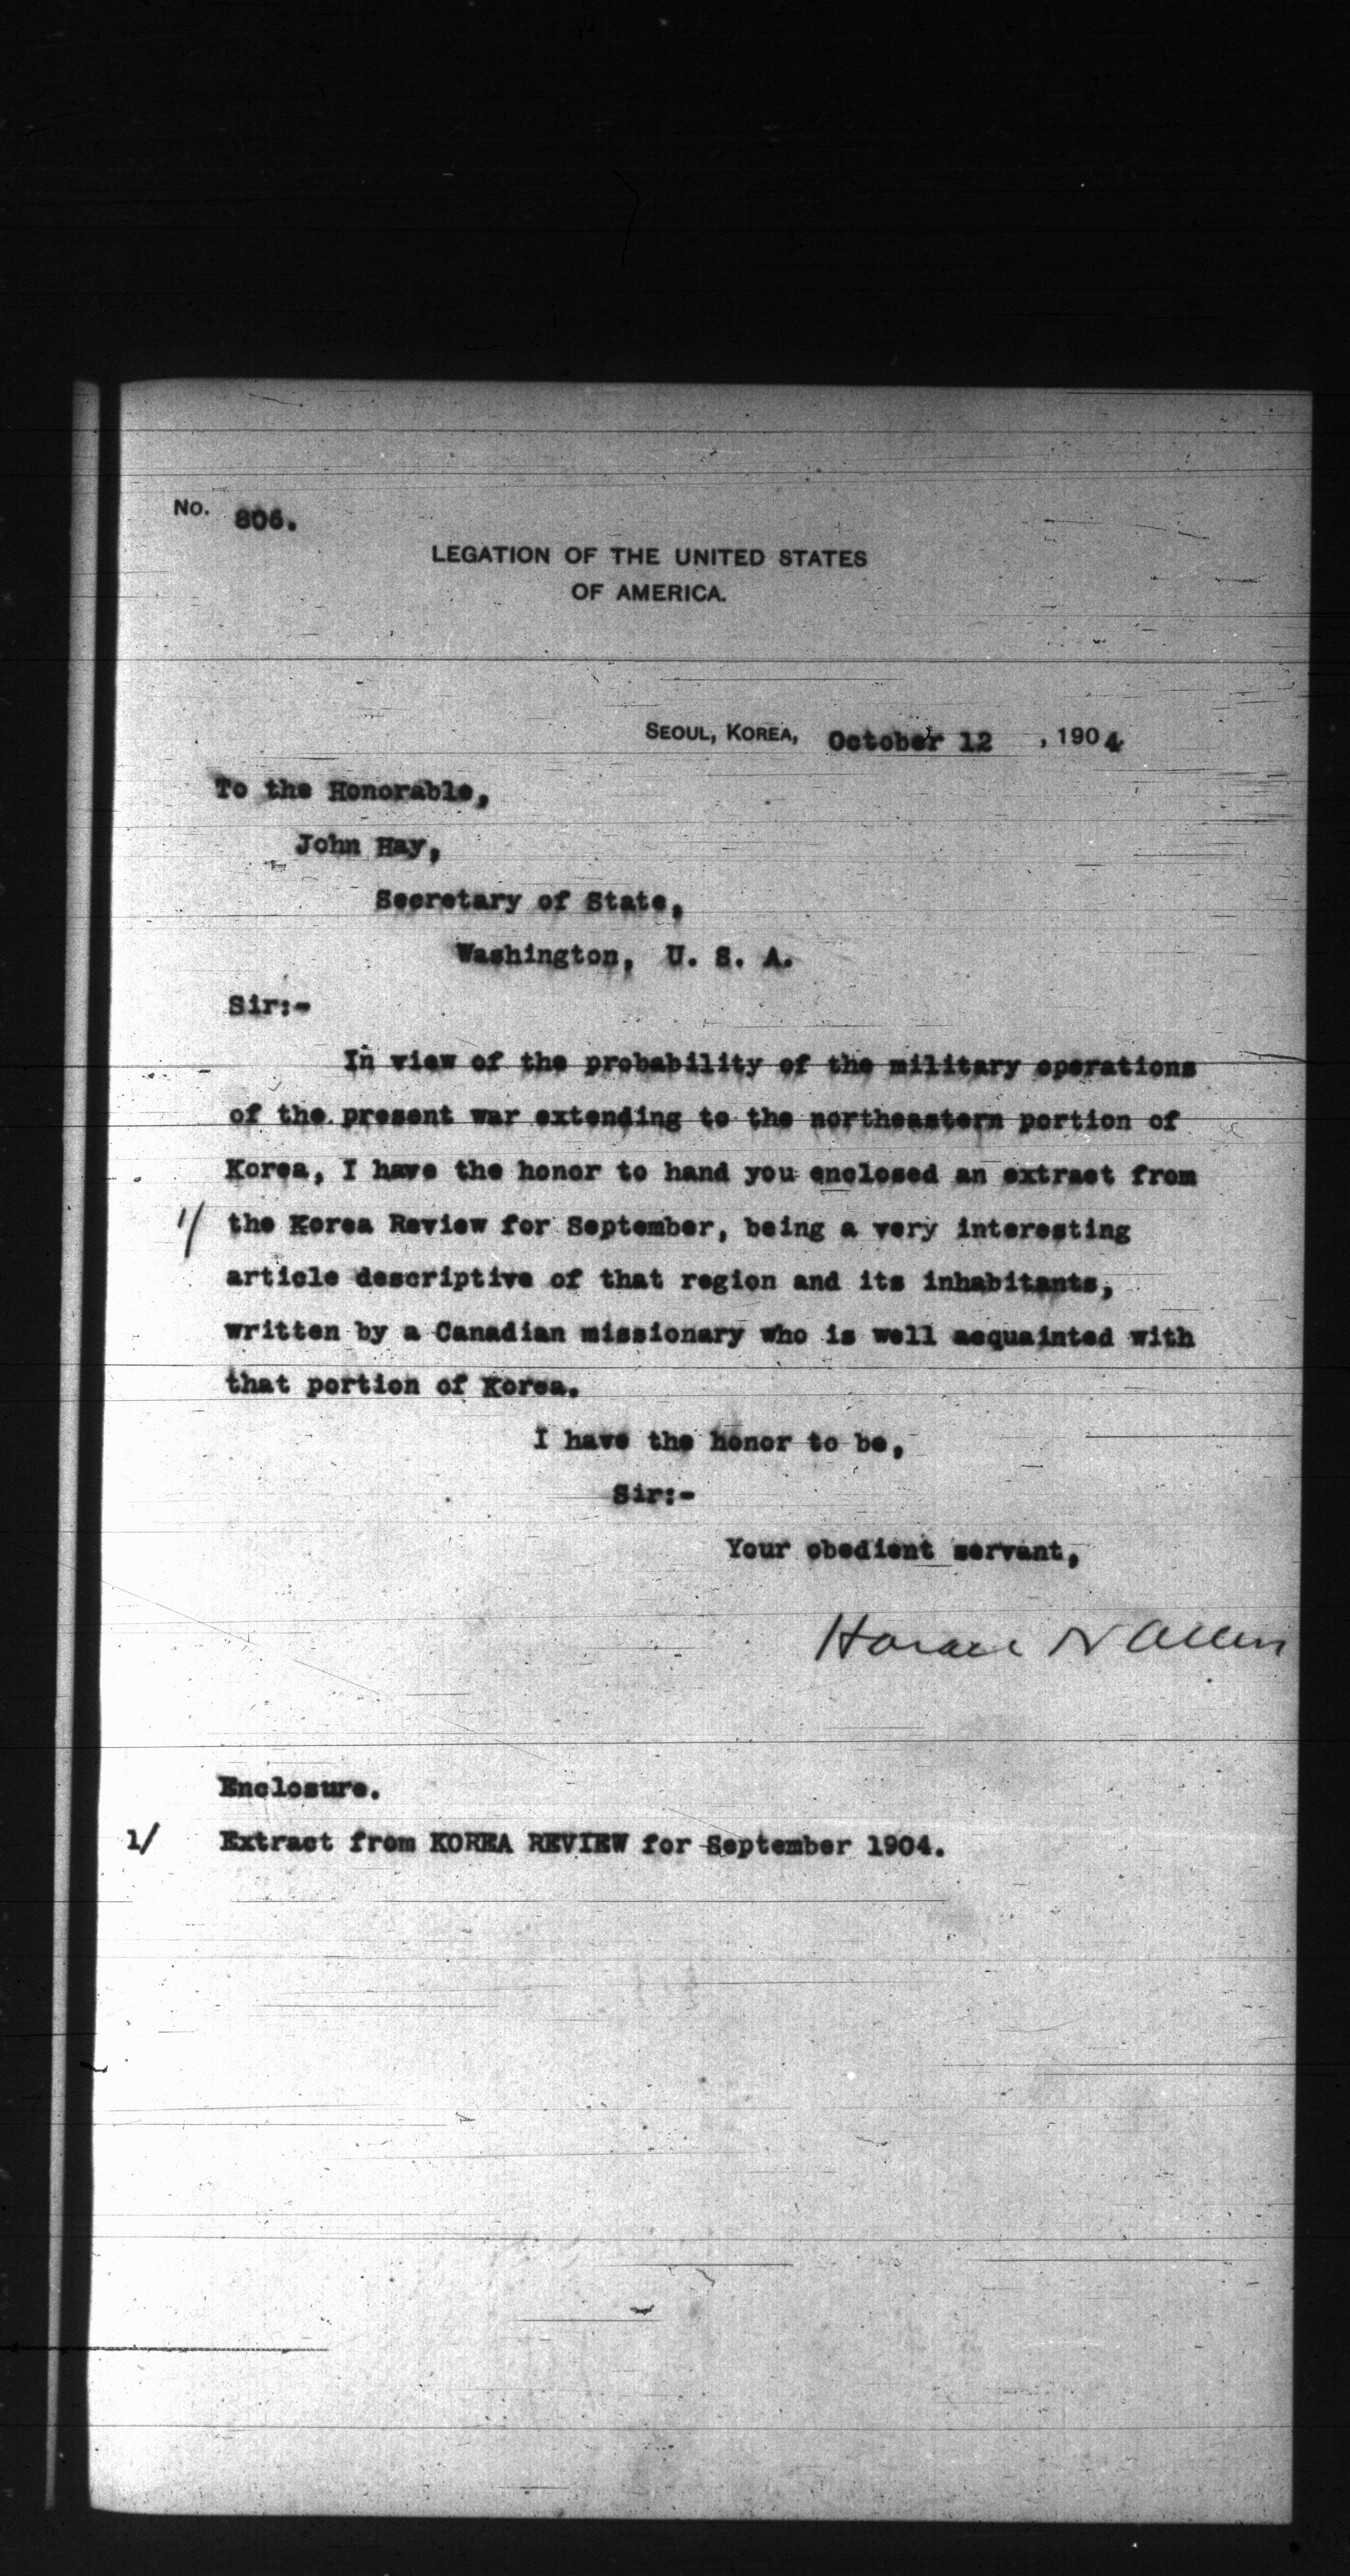 No. 806.
LEGATION OF THE UNITED STATES
OF AMERICA.
SEOUL, KOREA, October 12 , 1904
To the Honorable,
John Hay,
Secretary of State,
Washington, U. S. A.
Sir:-
In view of the probability of the military operations
of the present war extending to the northeastern portion of
Korea, I have the honor to hand you enclosed an extract from
1/ the Korea Review for September, being a very interesting
article descriptive of that region and its inhabitants,
written by a Canadian missionary who is well acquainted with
that portion of Korea.
I have the honor to be,
Sir:-
Your obedient servant,
Horace N Allen
Enclosure.
1/ Extract from KOREA REVIEW for September 1904.